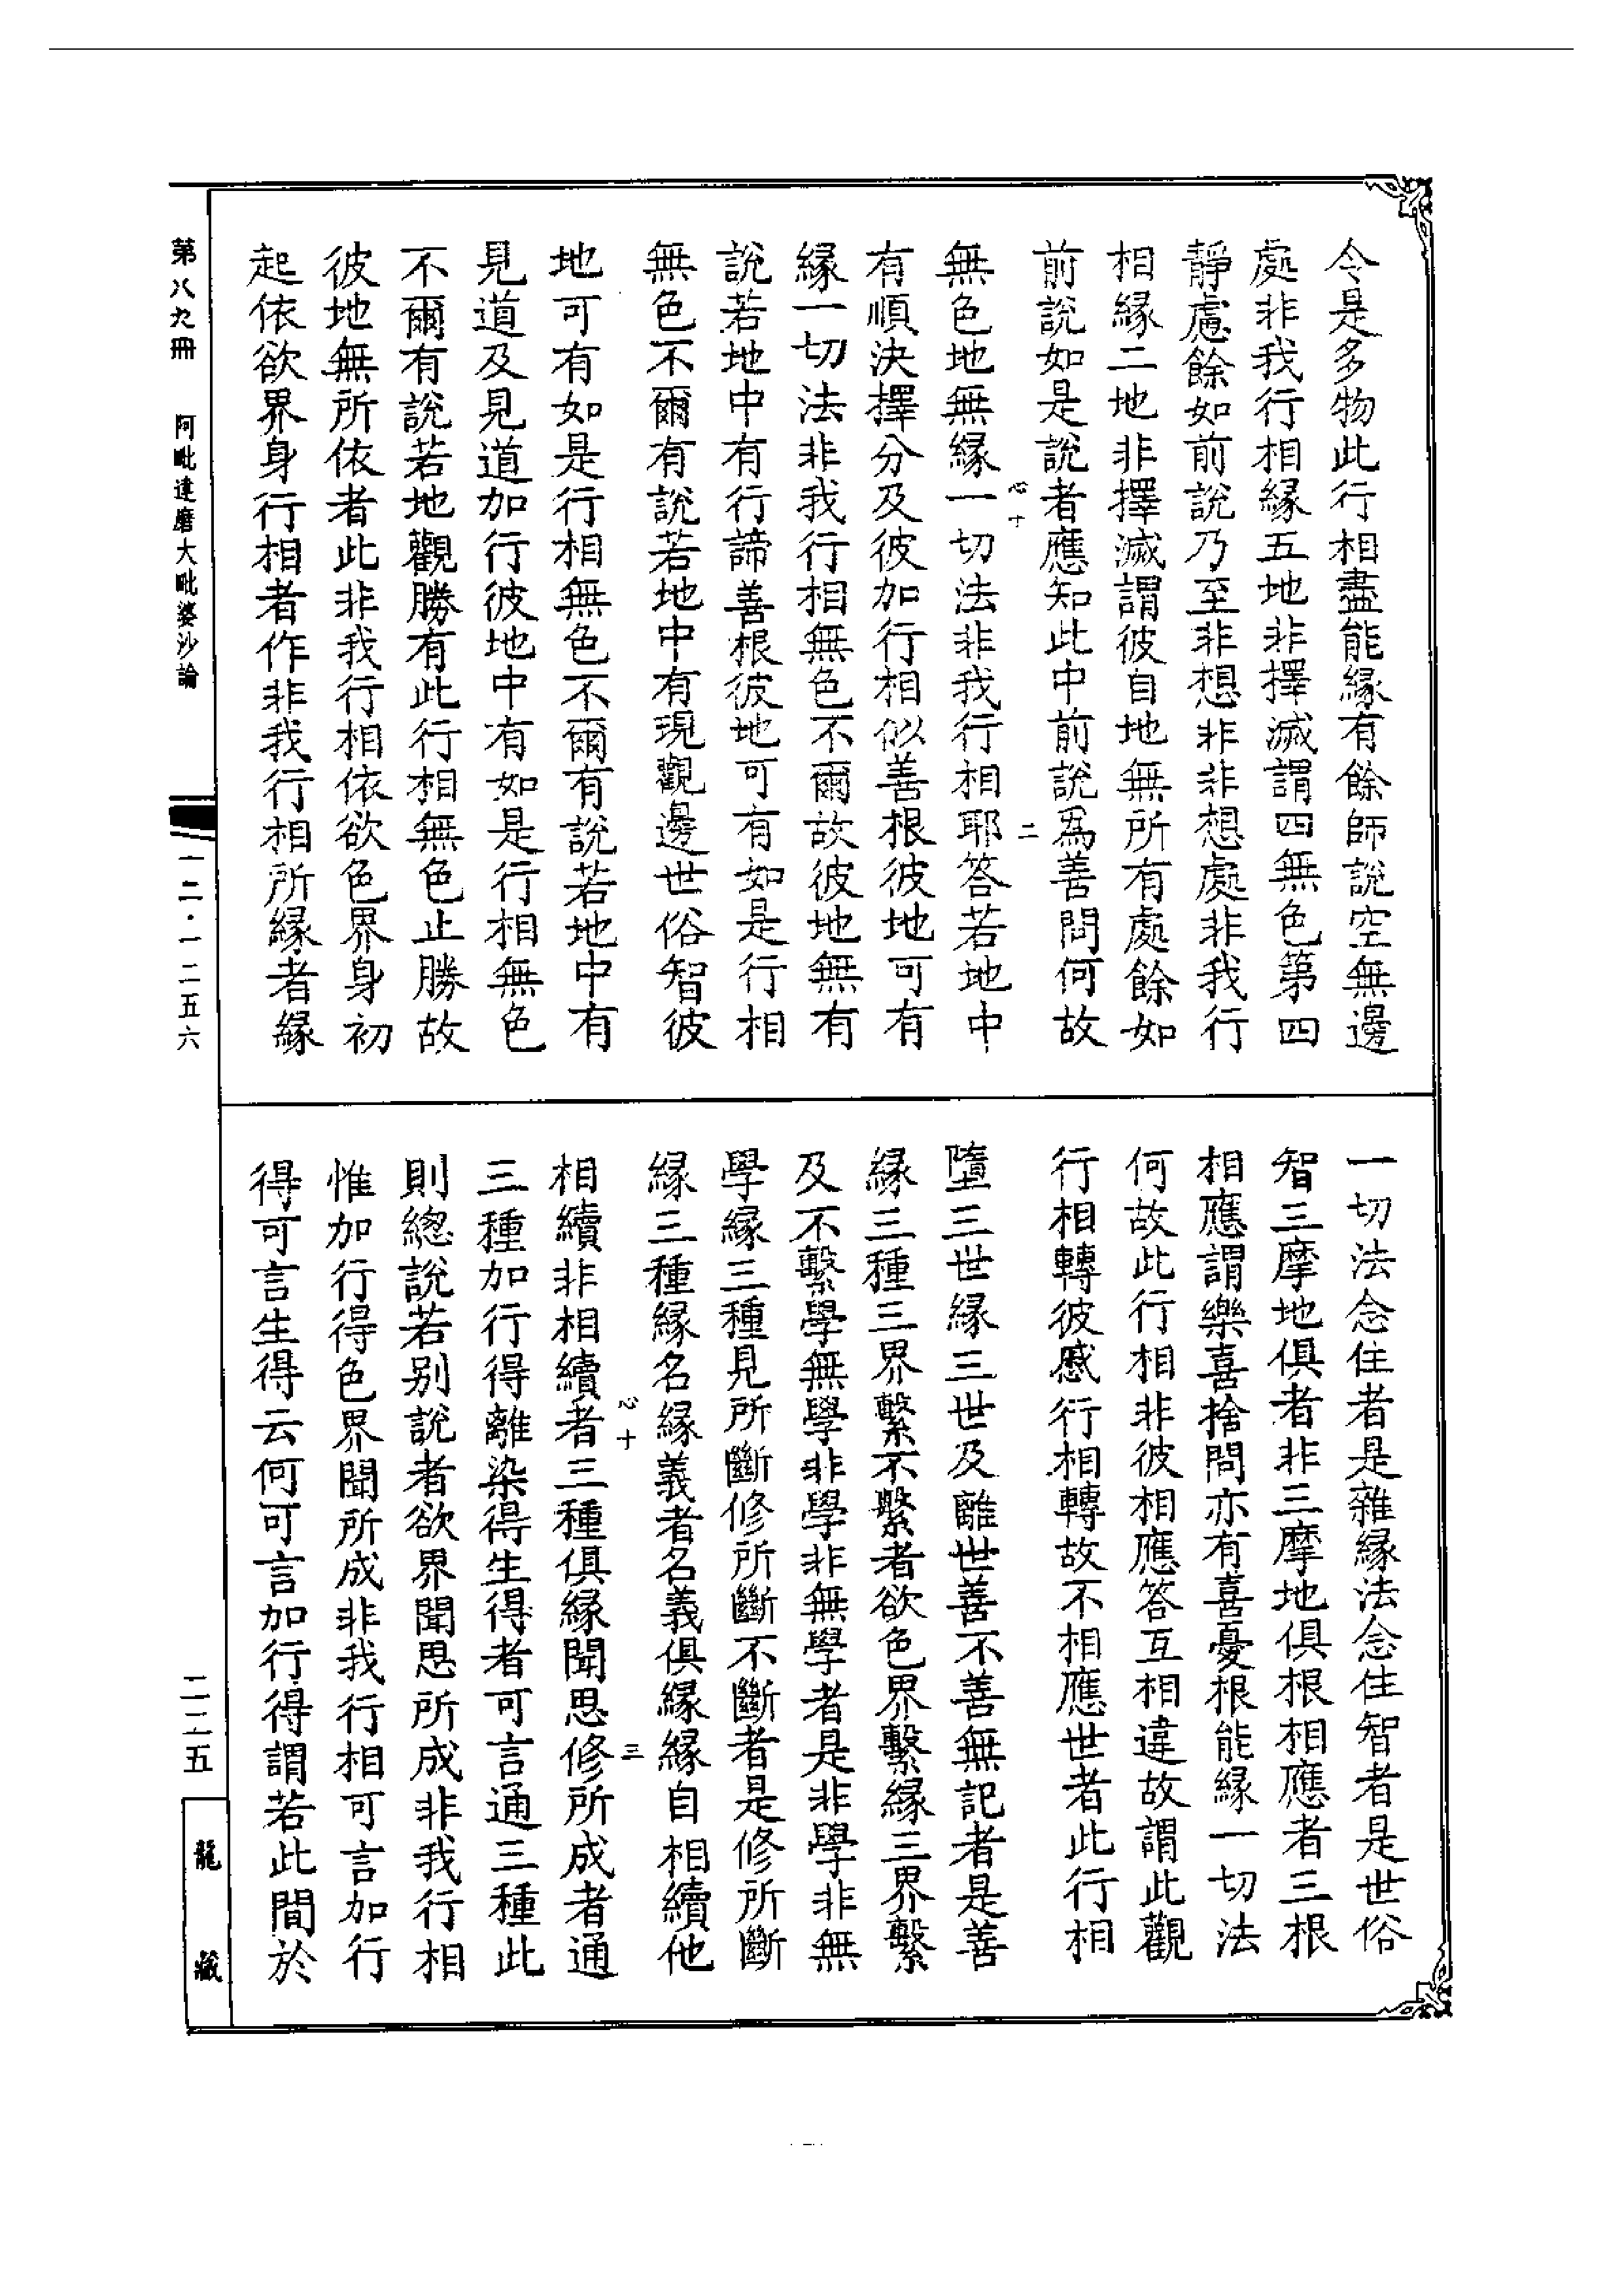 令是多物此行相盡能緣有餘師說空無邊
處非我行相緣五地非擇滅謂四無色第四
靜慮餘如前說乃至非想非非想處非我行
相緣二地非擇滅謂彼自地無所有處餘如
前說如是說者應知此中前說爲善問何故
心十
二
無色地無緣一切法非我行相耶答若地中
有順決擇分及彼加行相似善根彼地可有
緣一切法非我行相無色不爾故彼地無有
說若地中有行諦善根彼地可有如是行相
無色不爾有說若地中有現觀邊世俗智彼
地可有如是行相無色不爾有說若地中有
見道及見道加行彼地中有如是行相無色
不爾有說若地觀勝有此行相無色止勝故
彼地無所依者此非我行相依欲色界身初
起依欲界身行相者作非我行相所緣者緣
一切法念住者是雜緣法念住智者是世俗
智三摩地俱者非三摩地俱根相應者三根
相應謂樂喜捨問亦有喜憂根能緣一切法
何故此行相非彼相應答互相違故謂此觀
行相轉彼慼行相轉故不相應世者此行相
墮三世緣三世及離世善不善無記者是善
緣三種三界繫不繫者欲色界繫緣三界繫
及不繫學無學非學非無學者是非學非無
學緣三種見所斷修所斷不斷者是修所斷
緣三種緣名緣義者名義俱緣緣自相續他
心十
三
相續非相續者三種俱緣聞思修所成者通
三種加行得離染得生得者可言通三種此
則總說若別說者欲界聞思所成非我行相
惟加行得色界聞所成非我行相可言加行
得可言生得云何可言加行得謂若此間於
第八九冊
阿毗達磨大毗婆沙論
一二·一二五六
二二五
龍藏